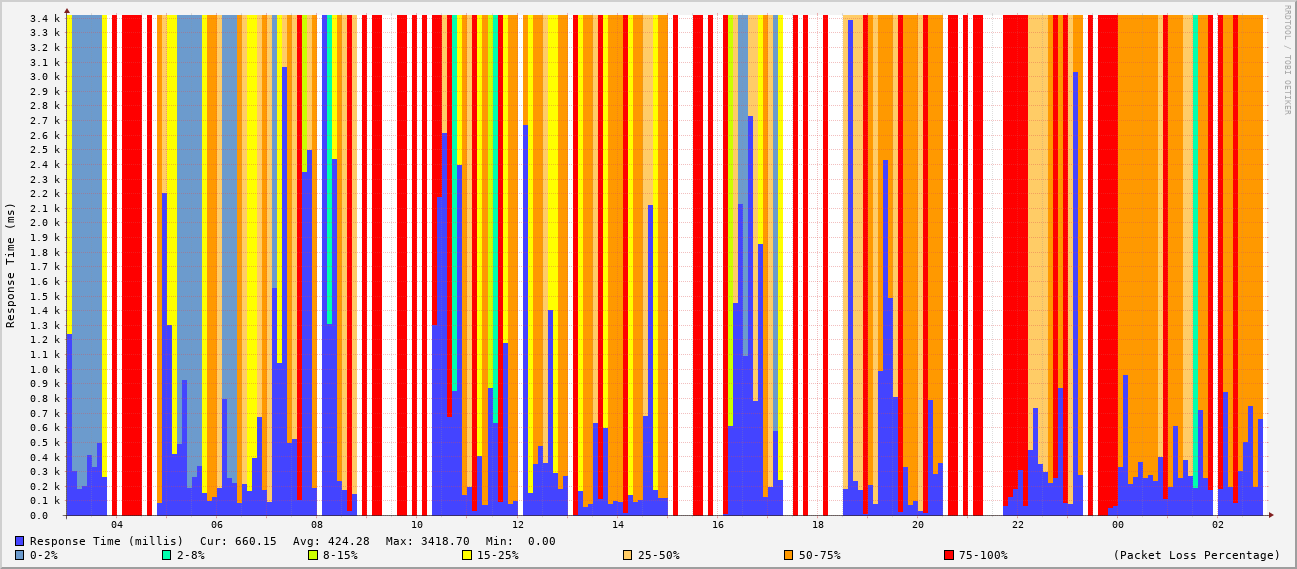 RRDTOOL / TOBI OETIKER
Response Time (ms)
3.4 k
3.3 k
3.2 k
3.1 k
3.0 k
2.9 k
2.8 k
2.7 k
2.6 k
2.5 k
2.4 k
2.3 k
2.2 k
2.1 k
2.0 k
1.9 k
1.8 k
1.7 k
1.6 k
1.5 k
1.4 k
1.3 k
1.2 k
1.1 k
1.0 k
0.9 k
0.8 k
0.7 k
0.6 k
0.5 k
0.4 k
0.3 k
0.2 k
0.1 k
0.0
04 06 08 10 12 14 16 18 20 22 00 02
Response Time (millis) Cur: 660.15 Avg: 424.28 Max: 3418.70 Min: 0.00
0-2% 2-8% 8-15% 15-25% 25-50% 50-75% 75-100% (Packet Loss Percentage)